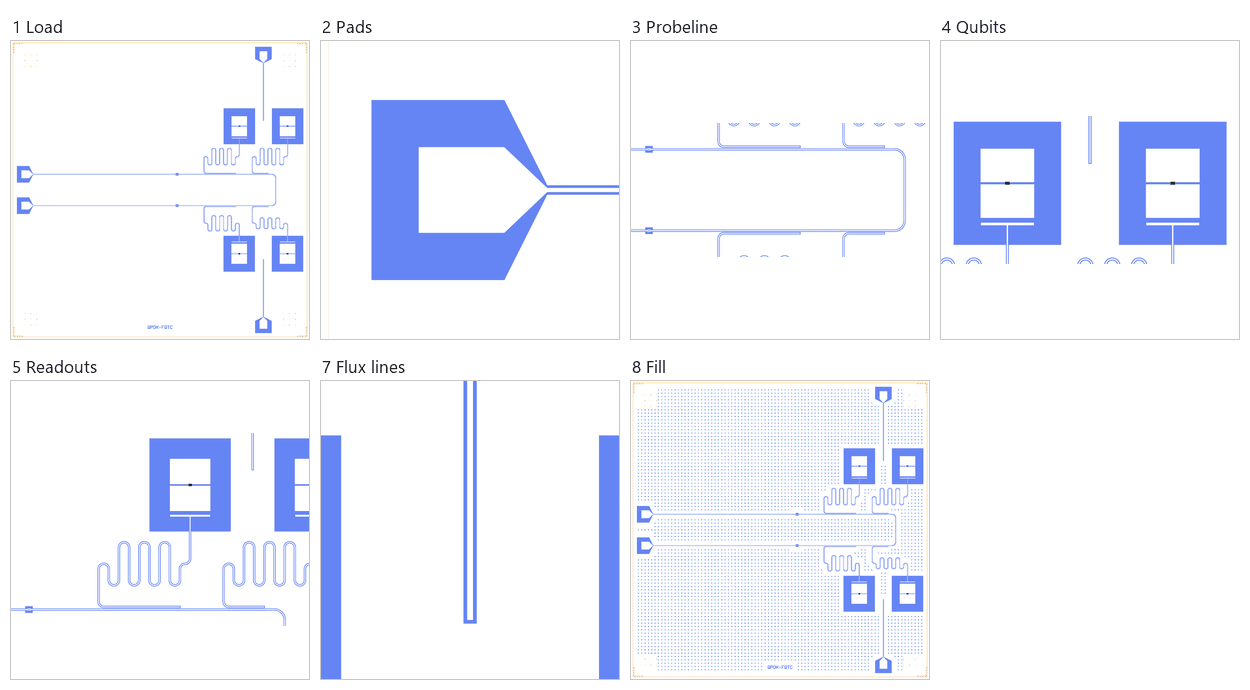 1 Load
2 Pads
3 Probeline
4 Qubits
5 Readouts
7 Flux lines
8 Fill